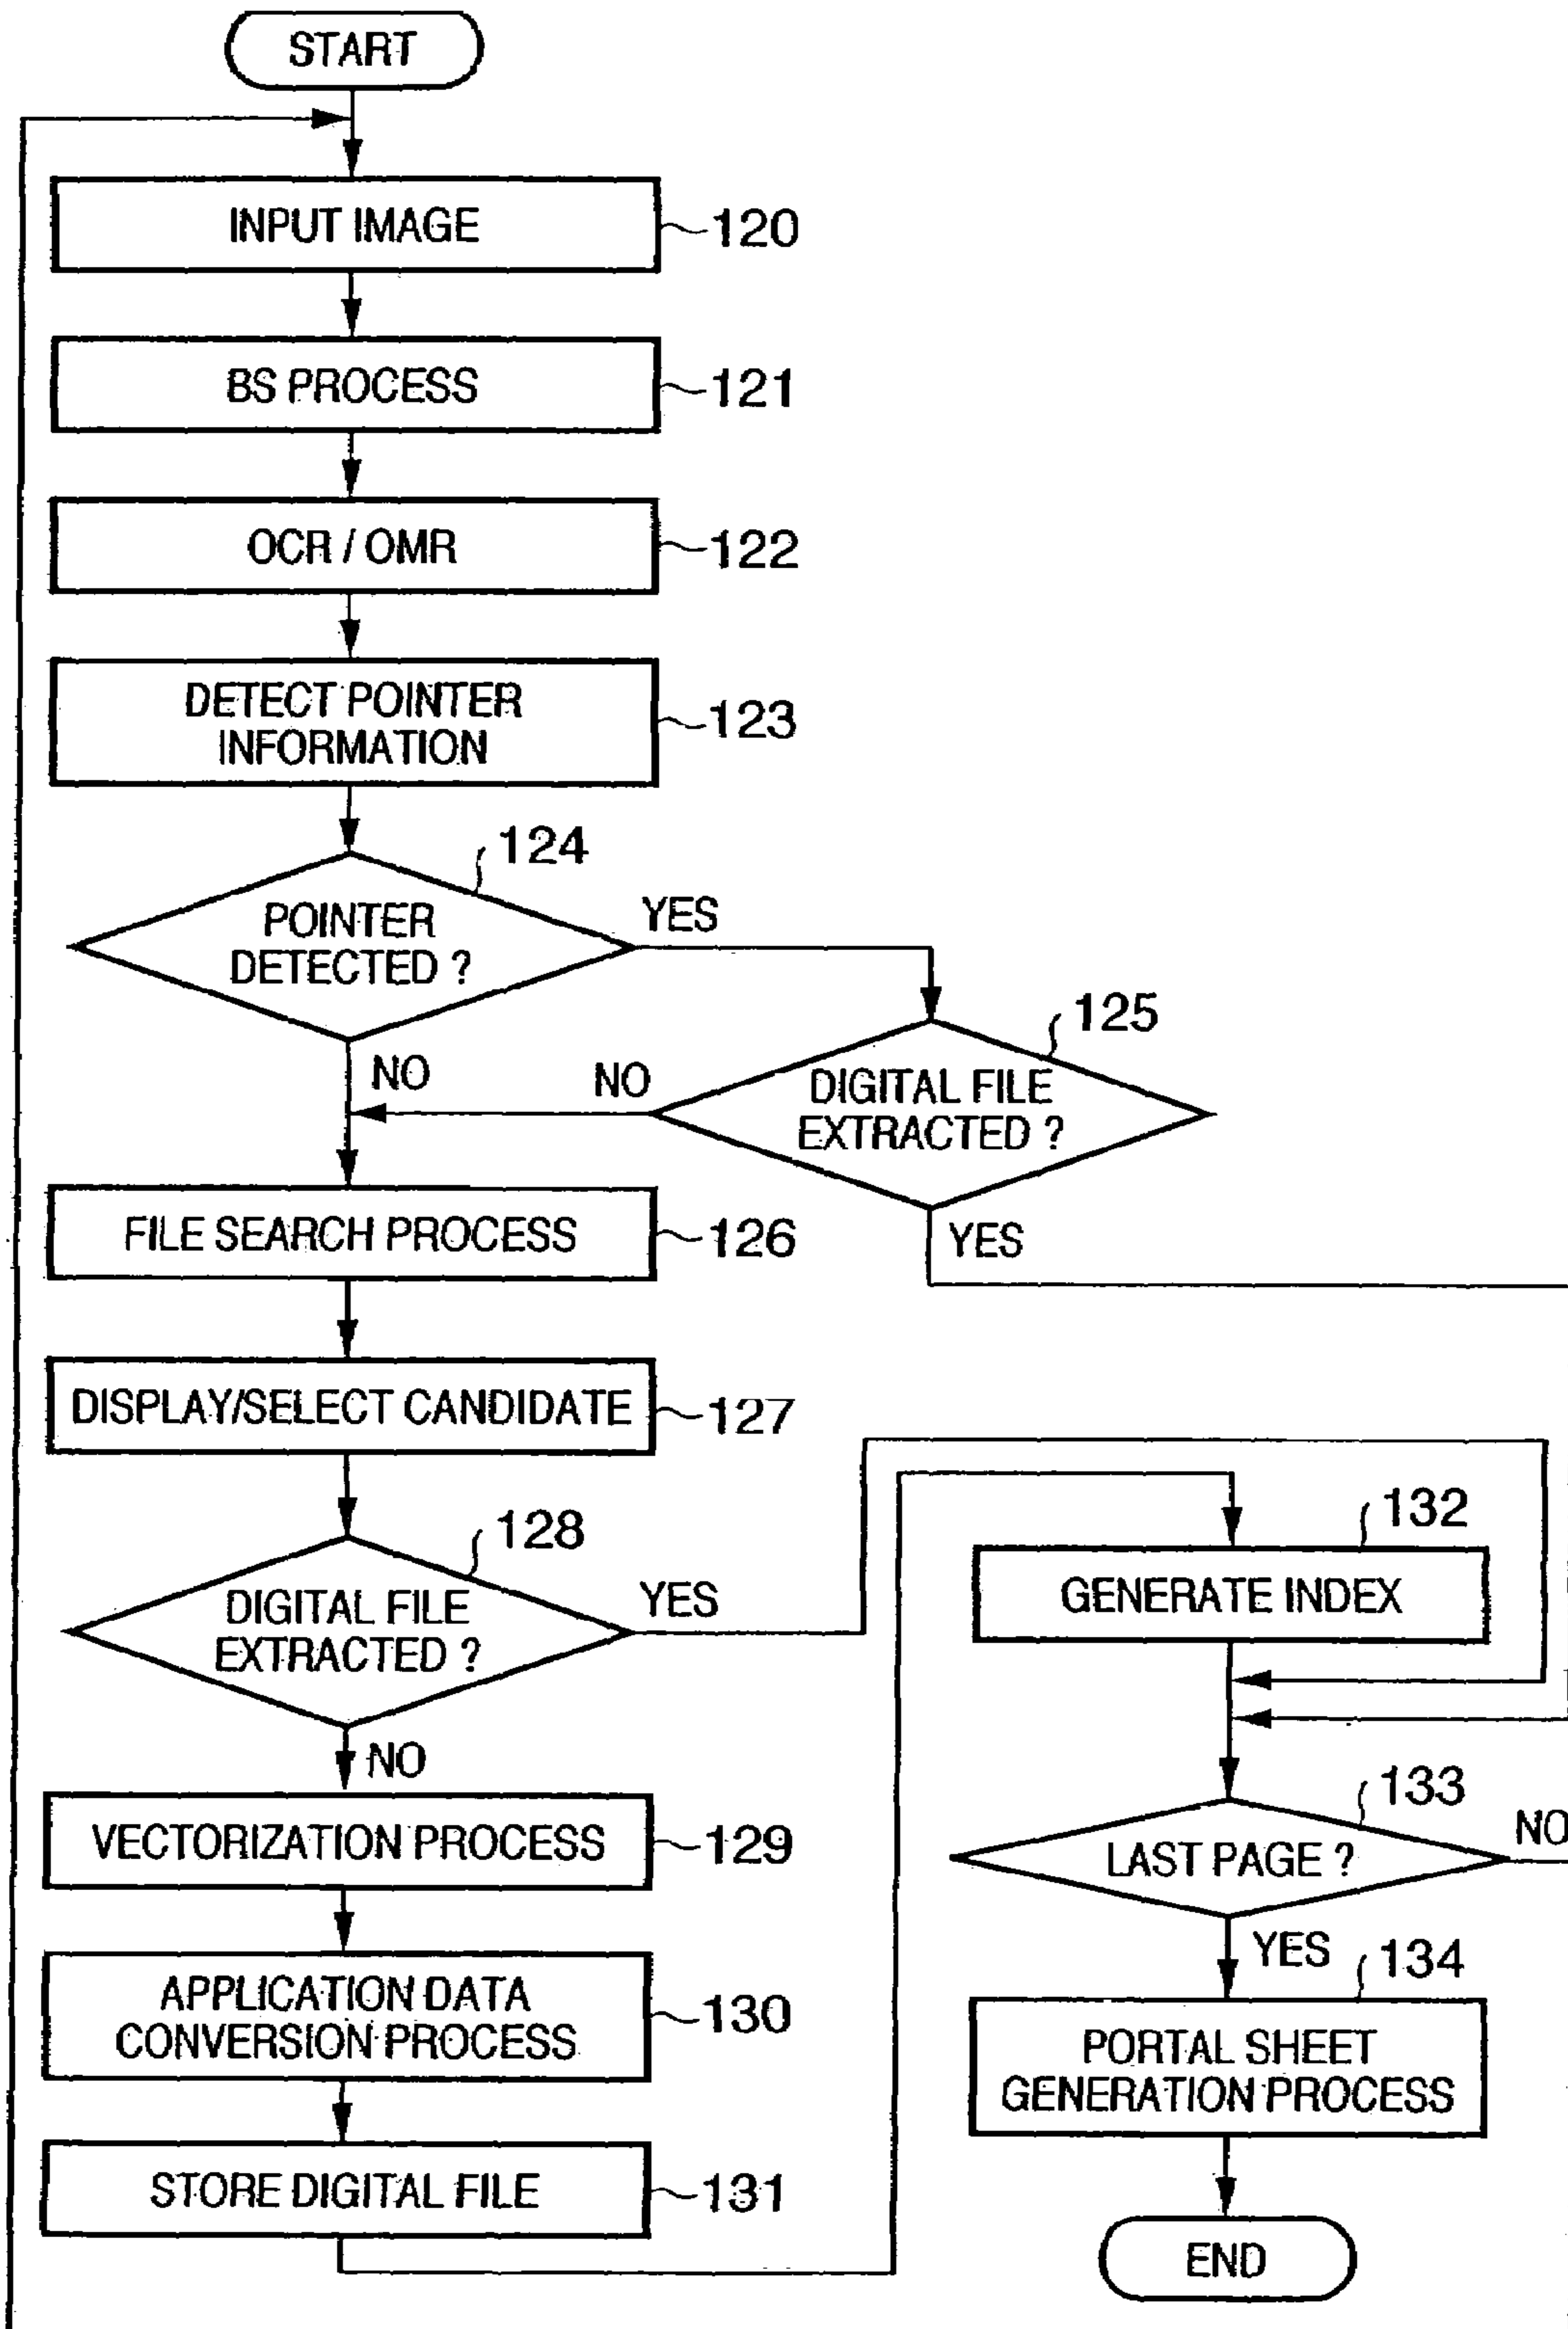 START
INPUT IMAGE
120
BS PROCESS
121
OCR / OMR
122
DETECT POINTER
INFORMATION
123
124
POINTER
DETECTED ?
YES
NO
125
DIGITAL FILE
EXTRACTED ?
NO
YES
FILE SEARCH PROCESS
126
DISPLAY/SELECT CANDIDATE
127
128
DIGITAL FILE
EXTRACTED ?
YES
NO
VECTORIZATION PROCESS
129
APPLICATION DATA
CONVERSION PROCESS
130
STORE DIGITAL FILE
131
132
GENERATE INDEX
133
LAST PAGE ?
NO
YES
134
PORTAL SHEET
GENERATION PROCESS
END